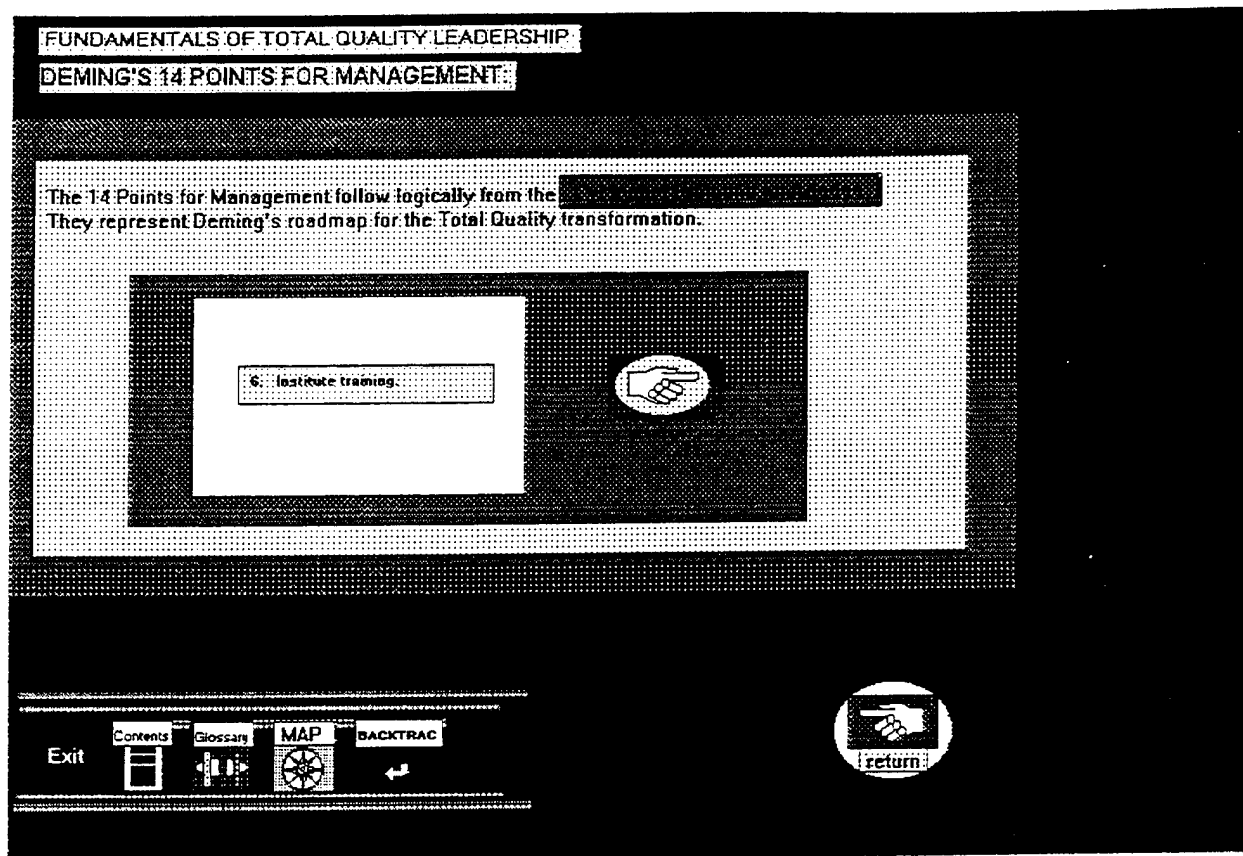 FUNDAMENTALS OF TOTAL QUALITY LEADERSHIP
DEMING'S 14 POINTS FOR MANAGEMENT
The 14 Points for Management follow logically from the
They represent Deming's roadmap for the Total Quality transformation.
6. Institute training.
Exit
Contents
Glossary
MAP
BACKTRAC
return